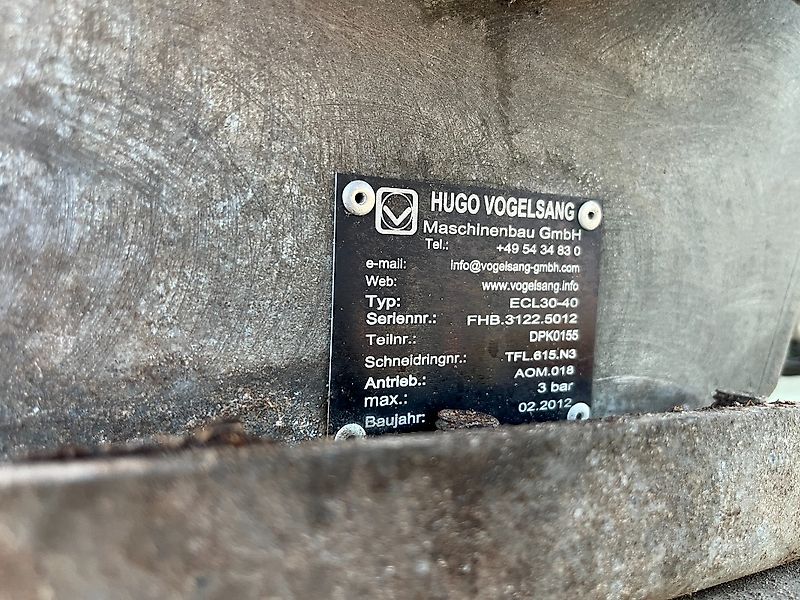 HUGO VOGELSANG
Maschinenbau GmbH
Tel.: +49 54 34 83 0
e-mail: info@vogelsang-gmbh.com
Web: www.vogelsang.info
Typ: ECL30-40
Seriennr.: FHB.3122.5012
Teilnr.: DPK0155
Schneidringnr.: TFL.615.N3
Antrieb.: AOM.018
max.: 3 bar
Baujahr: 02.2012